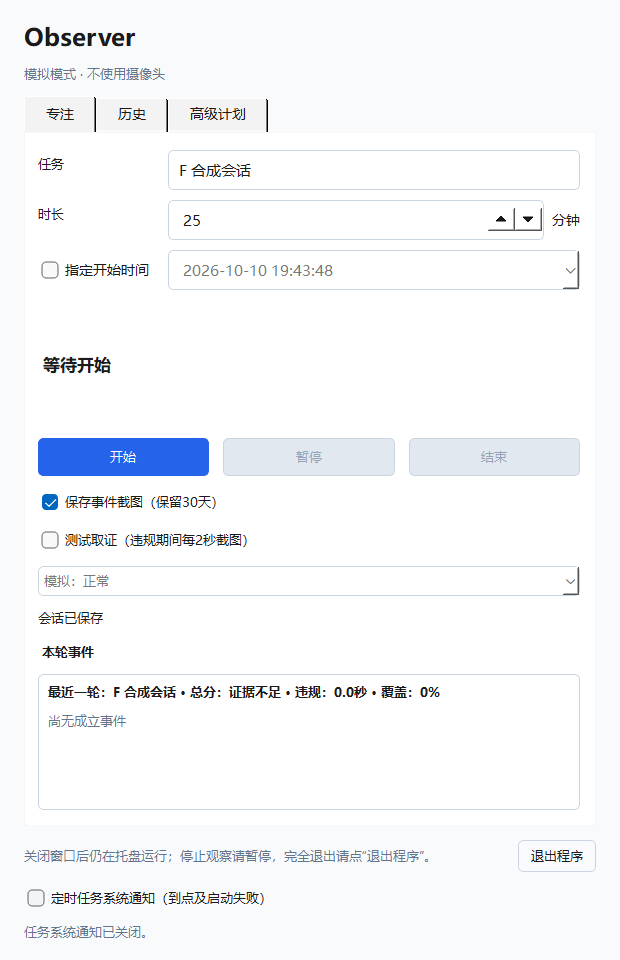 Observer
模拟模式 · 不使用摄像头
专注 历史 高级计划
任务 F 合成会话
时长 25 分钟
指定开始时间 2026-10-10 19:43:48
等待开始
开始 暂停 结束
保存事件截图（保留30天）
测试取证（违规期间每2秒截图）
模拟：正常
会话已保存
本轮事件
最近一轮：F 合成会话 • 总分：证据不足 • 违规：0.0秒 • 覆盖：0%
尚无成立事件
关闭窗口后仍在托盘运行；停止观察请暂停，完全退出请点“退出程序”。 退出程序
定时任务系统通知（到点及启动失败）
任务系统通知已关闭。